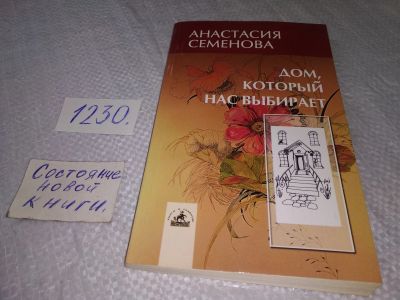 АНАСТАСИЯ
СЕМЕНОВА
ДОМ,
КОТОРЫЙ
НАС ВЫБИРАЕТ
1230.
Состояние
новой
книги.